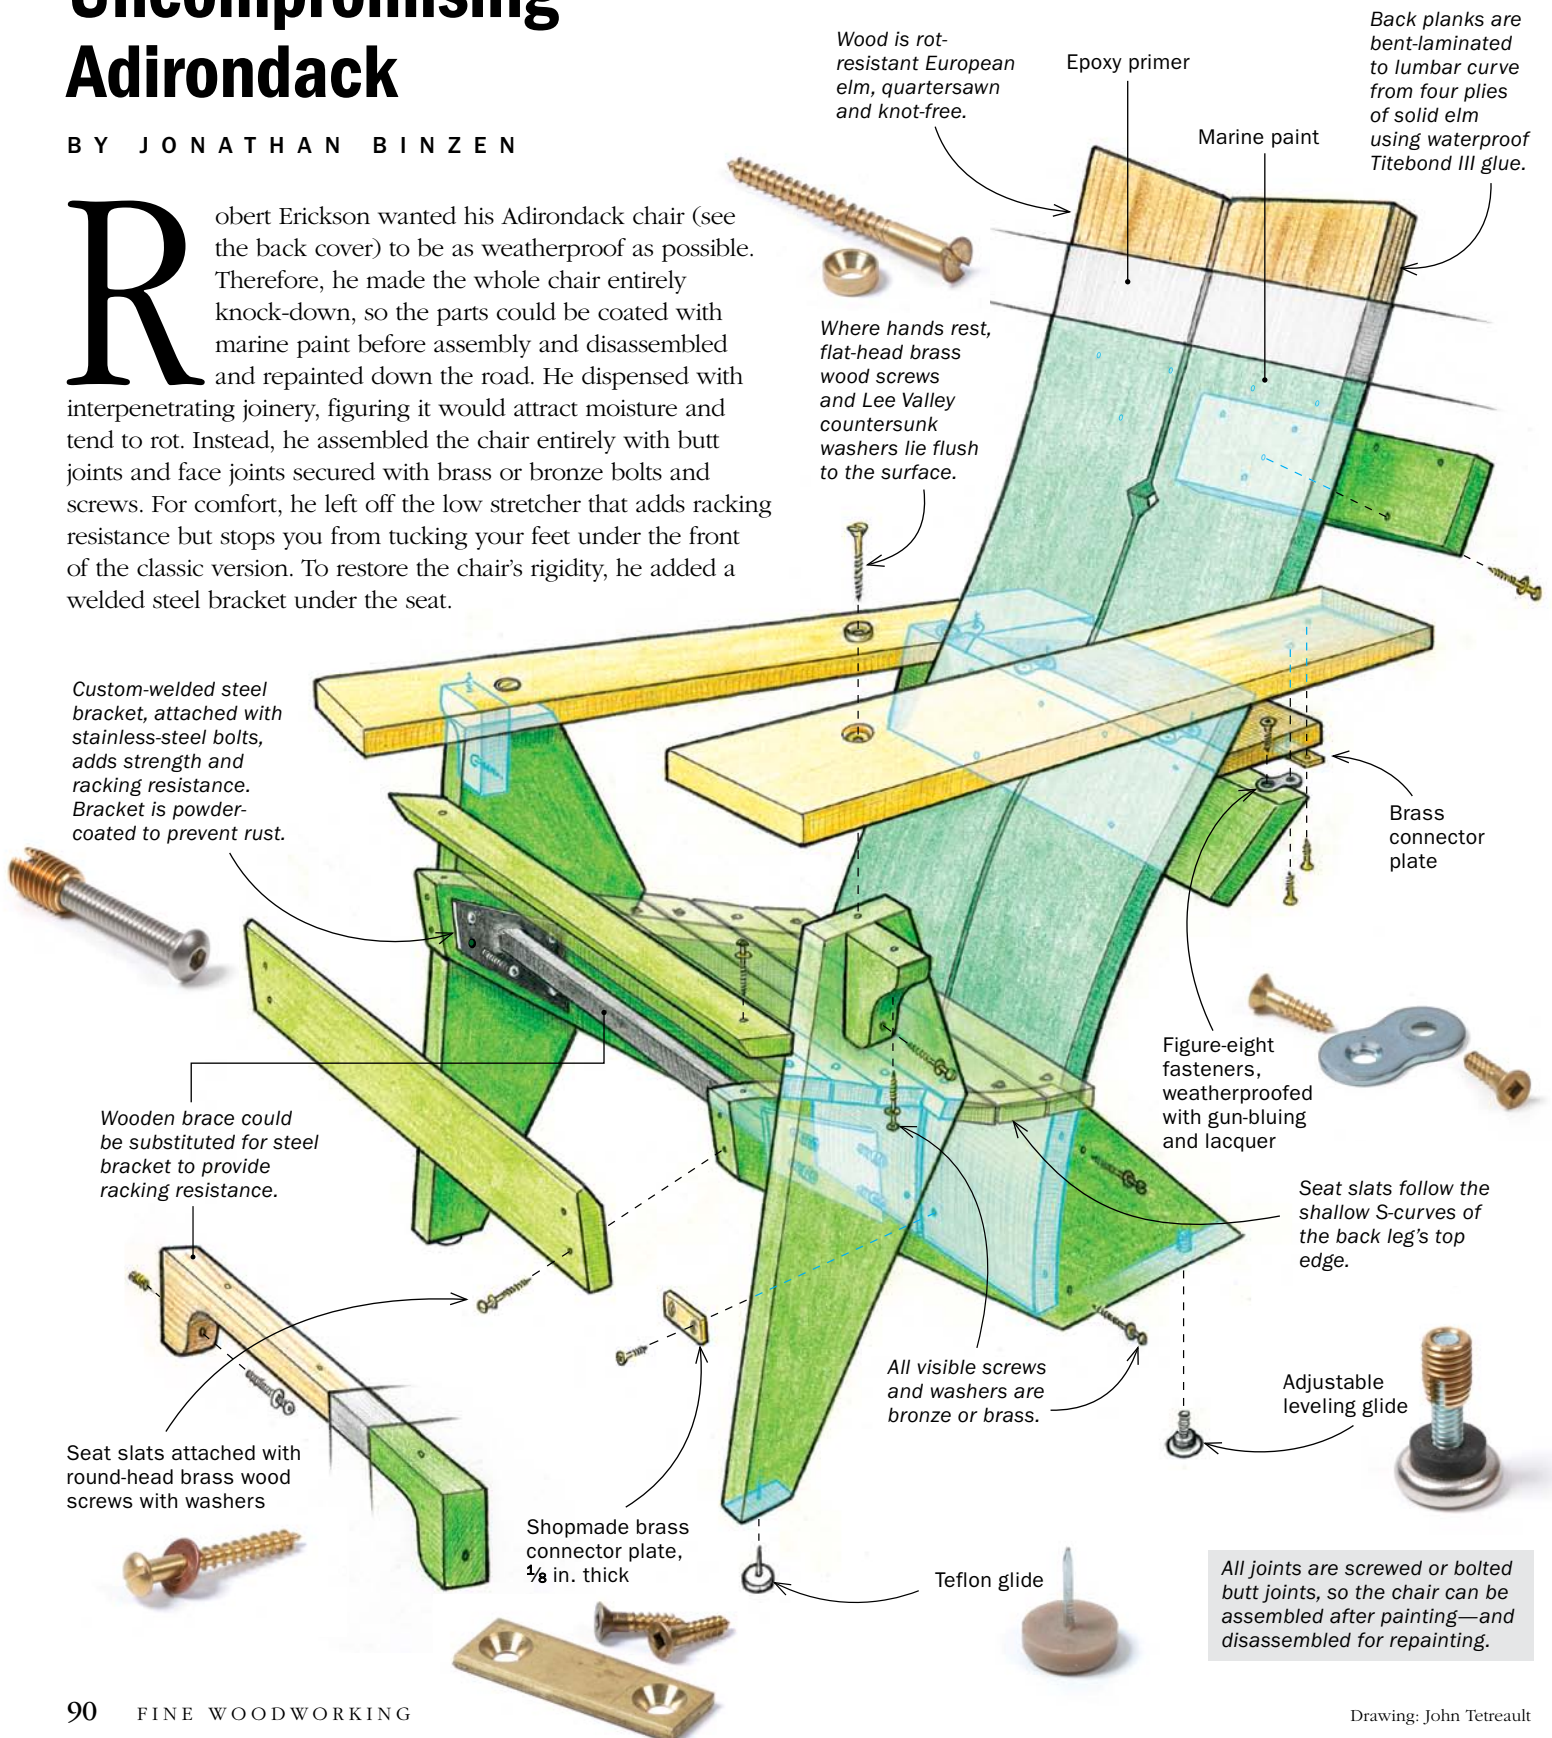 Uncompromising
Adirondack
BY JONATHAN BINZEN
Robert Erickson wanted his Adirondack chair (see
the back cover) to be as weatherproof as possible.
Therefore, he made the whole chair entirely
knock-down, so the parts could be coated with
marine paint before assembly and disassembled
and repainted down the road. He dispensed with
interpenetrating joinery, figuring it would attract moisture and
tend to rot. Instead, he assembled the chair entirely with butt
joints and face joints secured with brass or bronze bolts and
screws. For comfort, he left off the low stretcher that adds racking
resistance but stops you from tucking your feet under the front
of the classic version. To restore the chair's rigidity, he added a
welded steel bracket under the seat.
Wood is rot-
resistant European
elm, quartersawn
and knot-free.
Epoxy primer
Marine paint
Back planks are
bent-laminated
to lumbar curve
from four plies
of solid elm
using waterproof
Titebond III glue.
Where hands rest,
flat-head brass
wood screws
and Lee Valley
countersunk
washers lie flush
to the surface.
Custom-welded steel
bracket, attached with
stainless-steel bolts,
adds strength and
racking resistance.
Bracket is powder-
coated to prevent rust.
Brass
connector
plate
Figure-eight
fasteners,
weatherproofed
with gun-bluing
and lacquer
Wooden brace could
be substituted for steel
bracket to provide
racking resistance.
Seat slats follow the
shallow S-curves of
the back leg's top
edge.
All visible screws
and washers are
bronze or brass.
Adjustable
leveling glide
Seat slats attached with
round-head brass wood
screws with washers
Shopmade brass
connector plate,
⅛ in. thick
Teflon glide
All joints are screwed or bolted
butt joints, so the chair can be
assembled after painting—and
disassembled for repainting.
90 FINE WOODWORKING
Drawing: John Tetreault